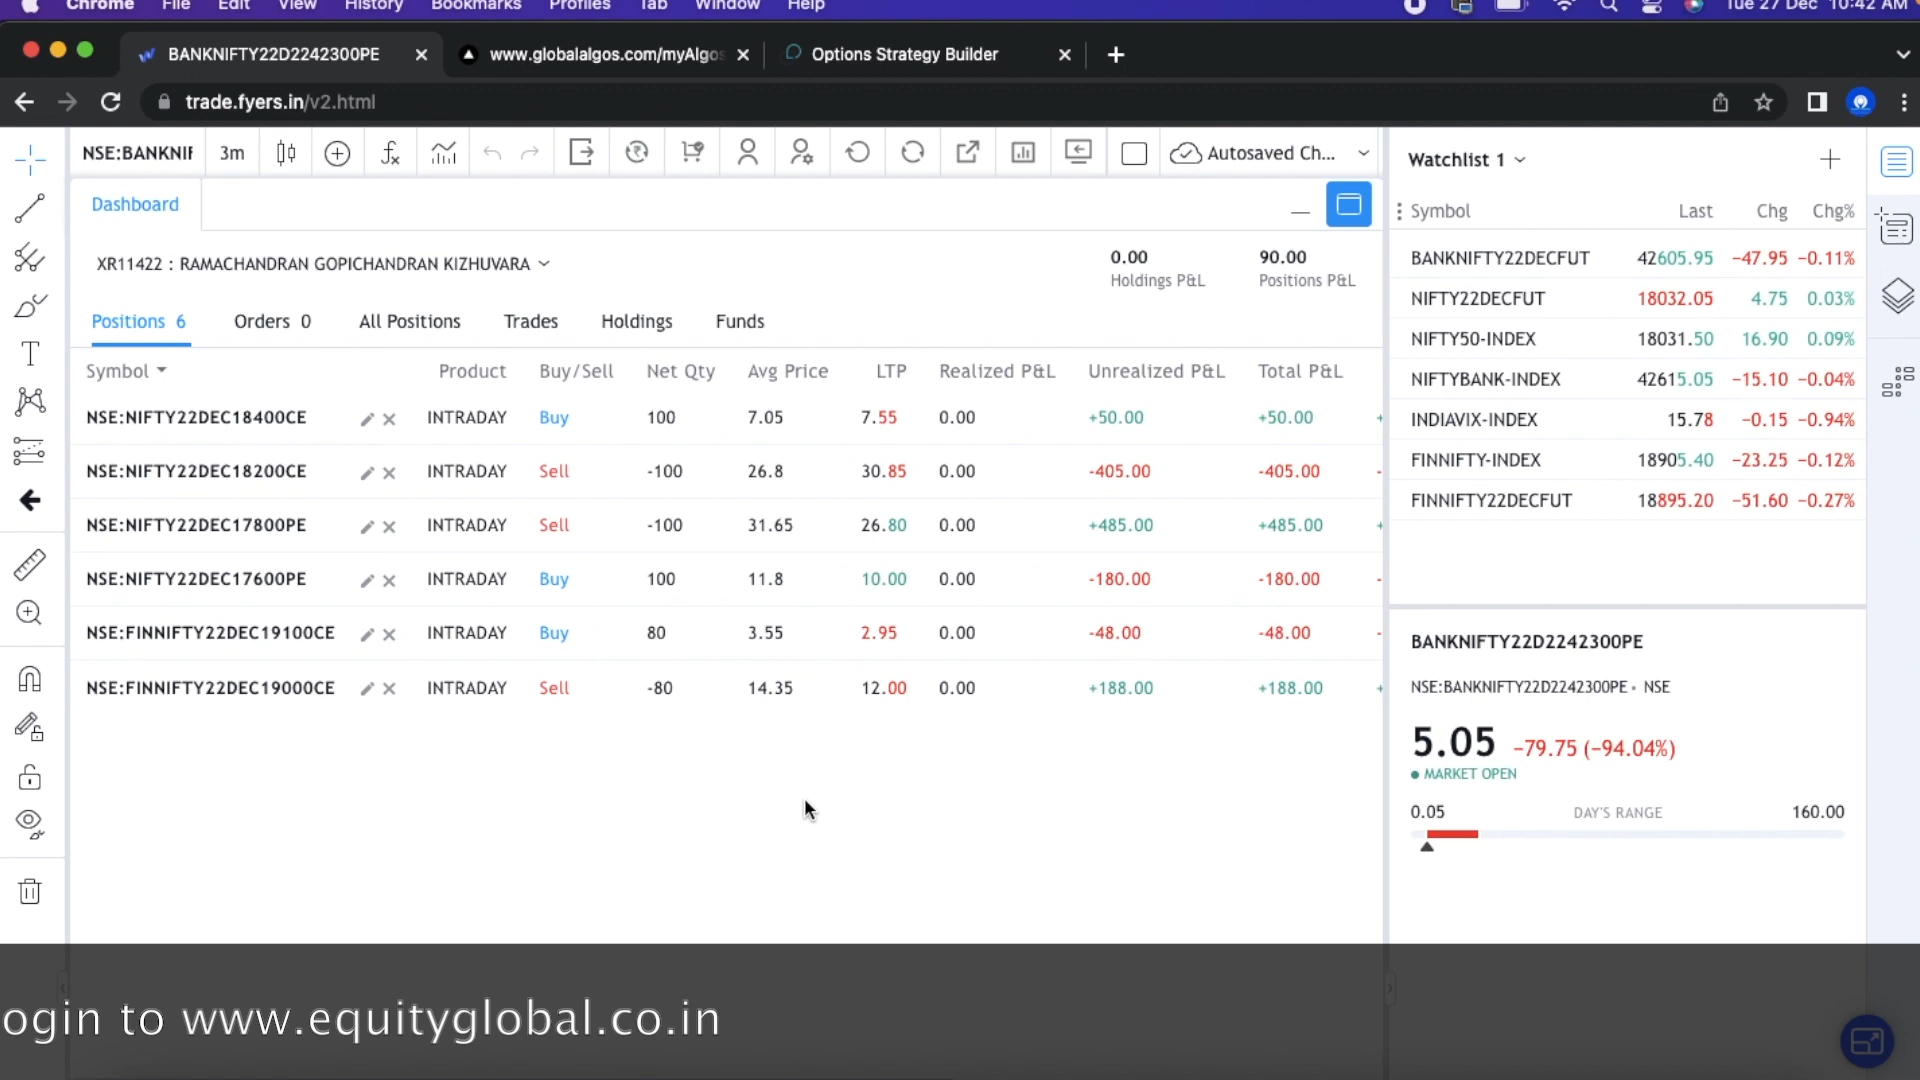 Chrome File Edit View History Bookmarks Profiles Tab Window Help Tue 27 Dec 10:42 AM
BANKNIFTY22D2242300PE www.globalalgos.com/myAlgos Options Strategy Builder
trade.fyers.in/v2.html
NSE:BANKNIF 3m Autosaved Ch...
Dashboard
XR11422 : RAMACHANDRAN GOPICHANDRAN KIZHUVARA
0.00 90.00
Holdings P&L Positions P&L
Positions 6 Orders 0 All Positions Trades Holdings Funds
Symbol Product Buy/Sell Net Qty Avg Price LTP Realized P&L Unrealized P&L Total P&L
NSE:NIFTY22DEC18400CE INTRADAY Buy 100 7.05 7.55 0.00 +50.00 +50.00 +
NSE:NIFTY22DEC18200CE INTRADAY Sell -100 26.8 30.85 0.00 -405.00 -405.00 -
NSE:NIFTY22DEC17800PE INTRADAY Sell -100 31.65 26.80 0.00 +485.00 +485.00 +
NSE:NIFTY22DEC17600PE INTRADAY Buy 100 11.8 10.00 0.00 -180.00 -180.00 -
NSE:FINNIFTY22DEC19100CE INTRADAY Buy 80 3.55 2.95 0.00 -48.00 -48.00 -
NSE:FINNIFTY22DEC19000CE INTRADAY Sell -80 14.35 12.00 0.00 +188.00 +188.00 +
Watchlist 1
Symbol Last Chg Chg%
BANKNIFTY22DECFUT 42605.95 −47.95 −0.11%
NIFTY22DECFUT 18032.05 4.75 0.03%
NIFTY50-INDEX 18031.50 16.90 0.09%
NIFTYBANK-INDEX 42615.05 −15.10 −0.04%
INDIAVIX-INDEX 15.78 −0.15 −0.94%
FINNIFTY-INDEX 18905.40 −23.25 −0.12%
FINNIFTY22DECFUT 18895.20 −51.60 −0.27%
BANKNIFTY22D2242300PE
NSE:BANKNIFTY22D2242300PE • NSE
5.05 −79.75 (−94.04%)
MARKET OPEN
0.05 DAY'S RANGE 160.00
ogin to www.equityglobal.co.in